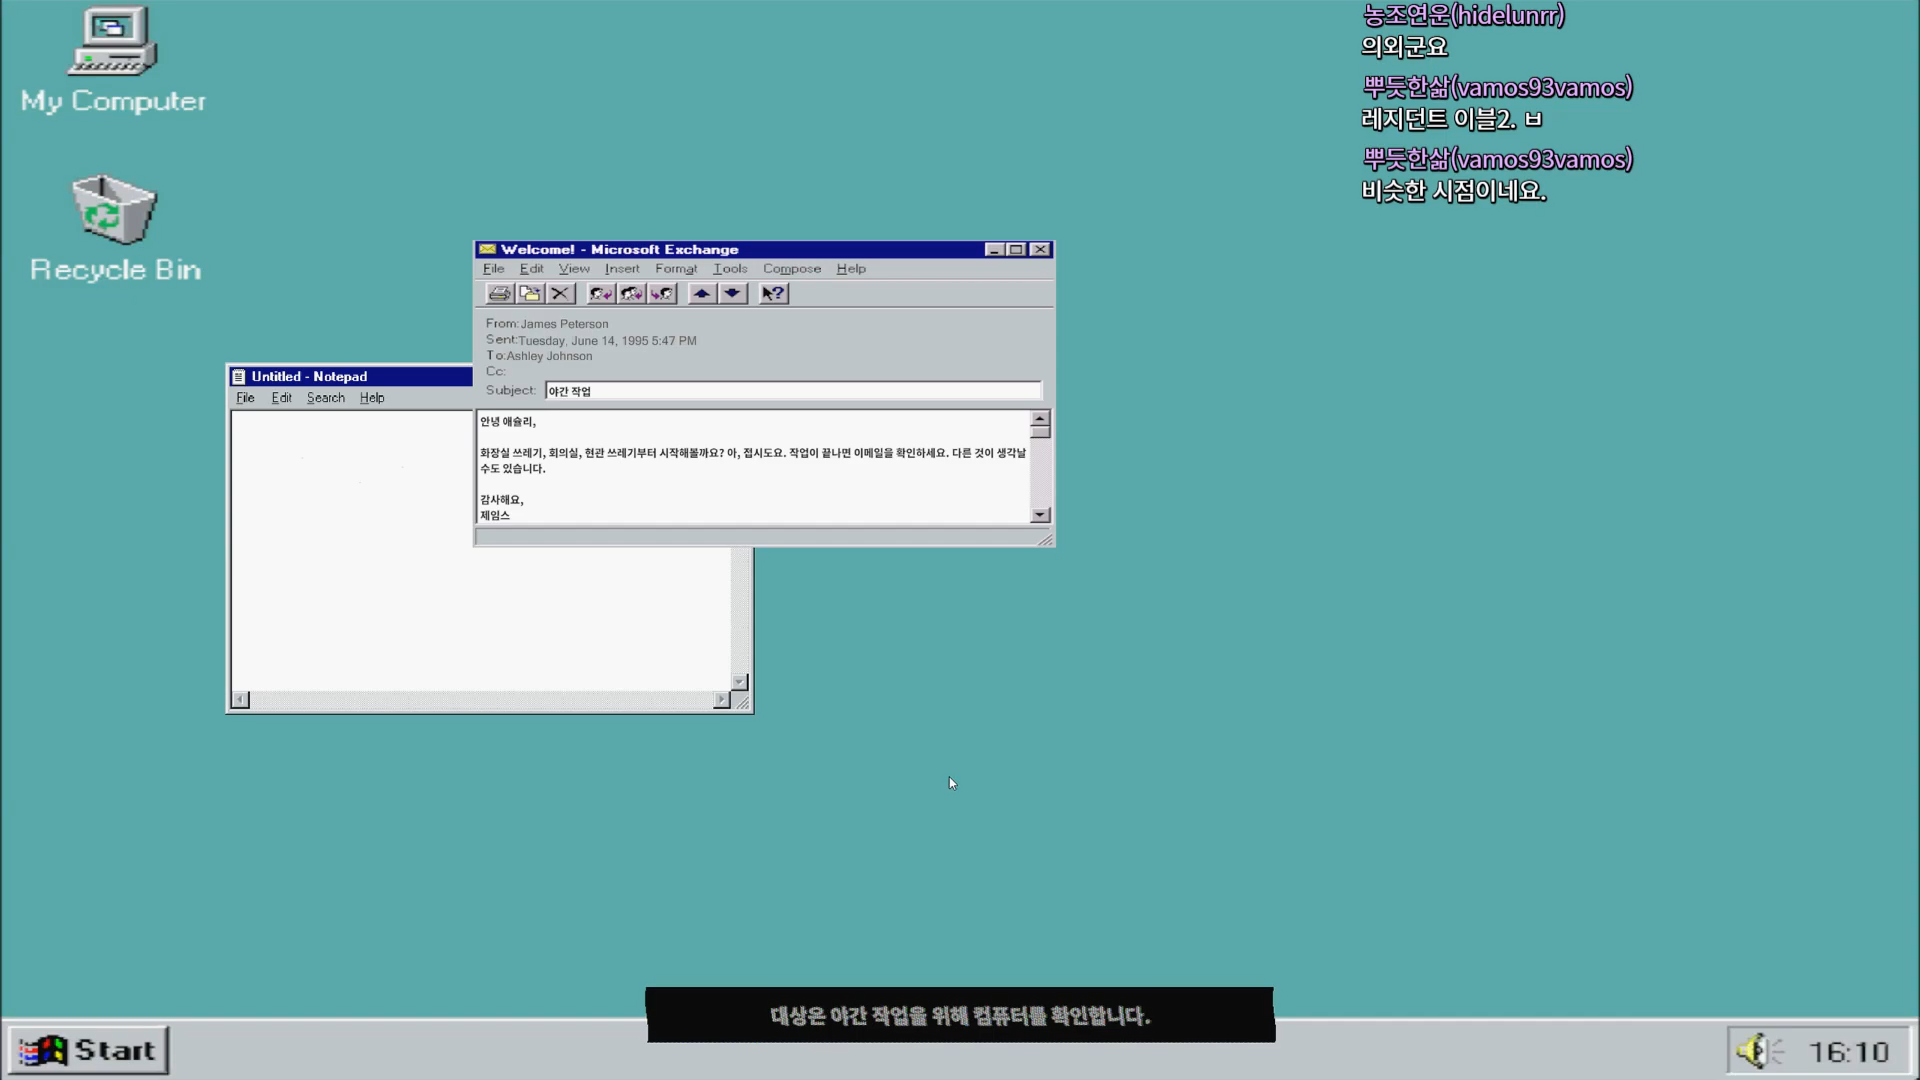 My Computer
Recycle Bin
농조연운(hidelunrr)
의외군요
뿌듯한삶(vamos93vamos)
레지던트 이블2. ㅂ
뿌듯한삶(vamos93vamos)
비슷한 시점이네요.
Welcome! - Microsoft Exchange
File Edit View Insert Format Tools Compose Help
From: James Peterson
Sent: Tuesday, June 14, 1995 5:47 PM
To: Ashley Johnson
Cc:
Subject: 야간 작업
안녕 애슐리,
화장실 쓰레기, 회의실, 현관 쓰레기부터 시작해볼까요? 아, 접시도요. 작업이 끝나면 이메일을 확인하세요. 다른 것이 생각날
수도 있습니다.
감사해요,
제임스
Untitled - Notepad
File Edit Search Help
대상은 야간 작업을 위해 컴퓨터를 확인합니다.
Start
16:10